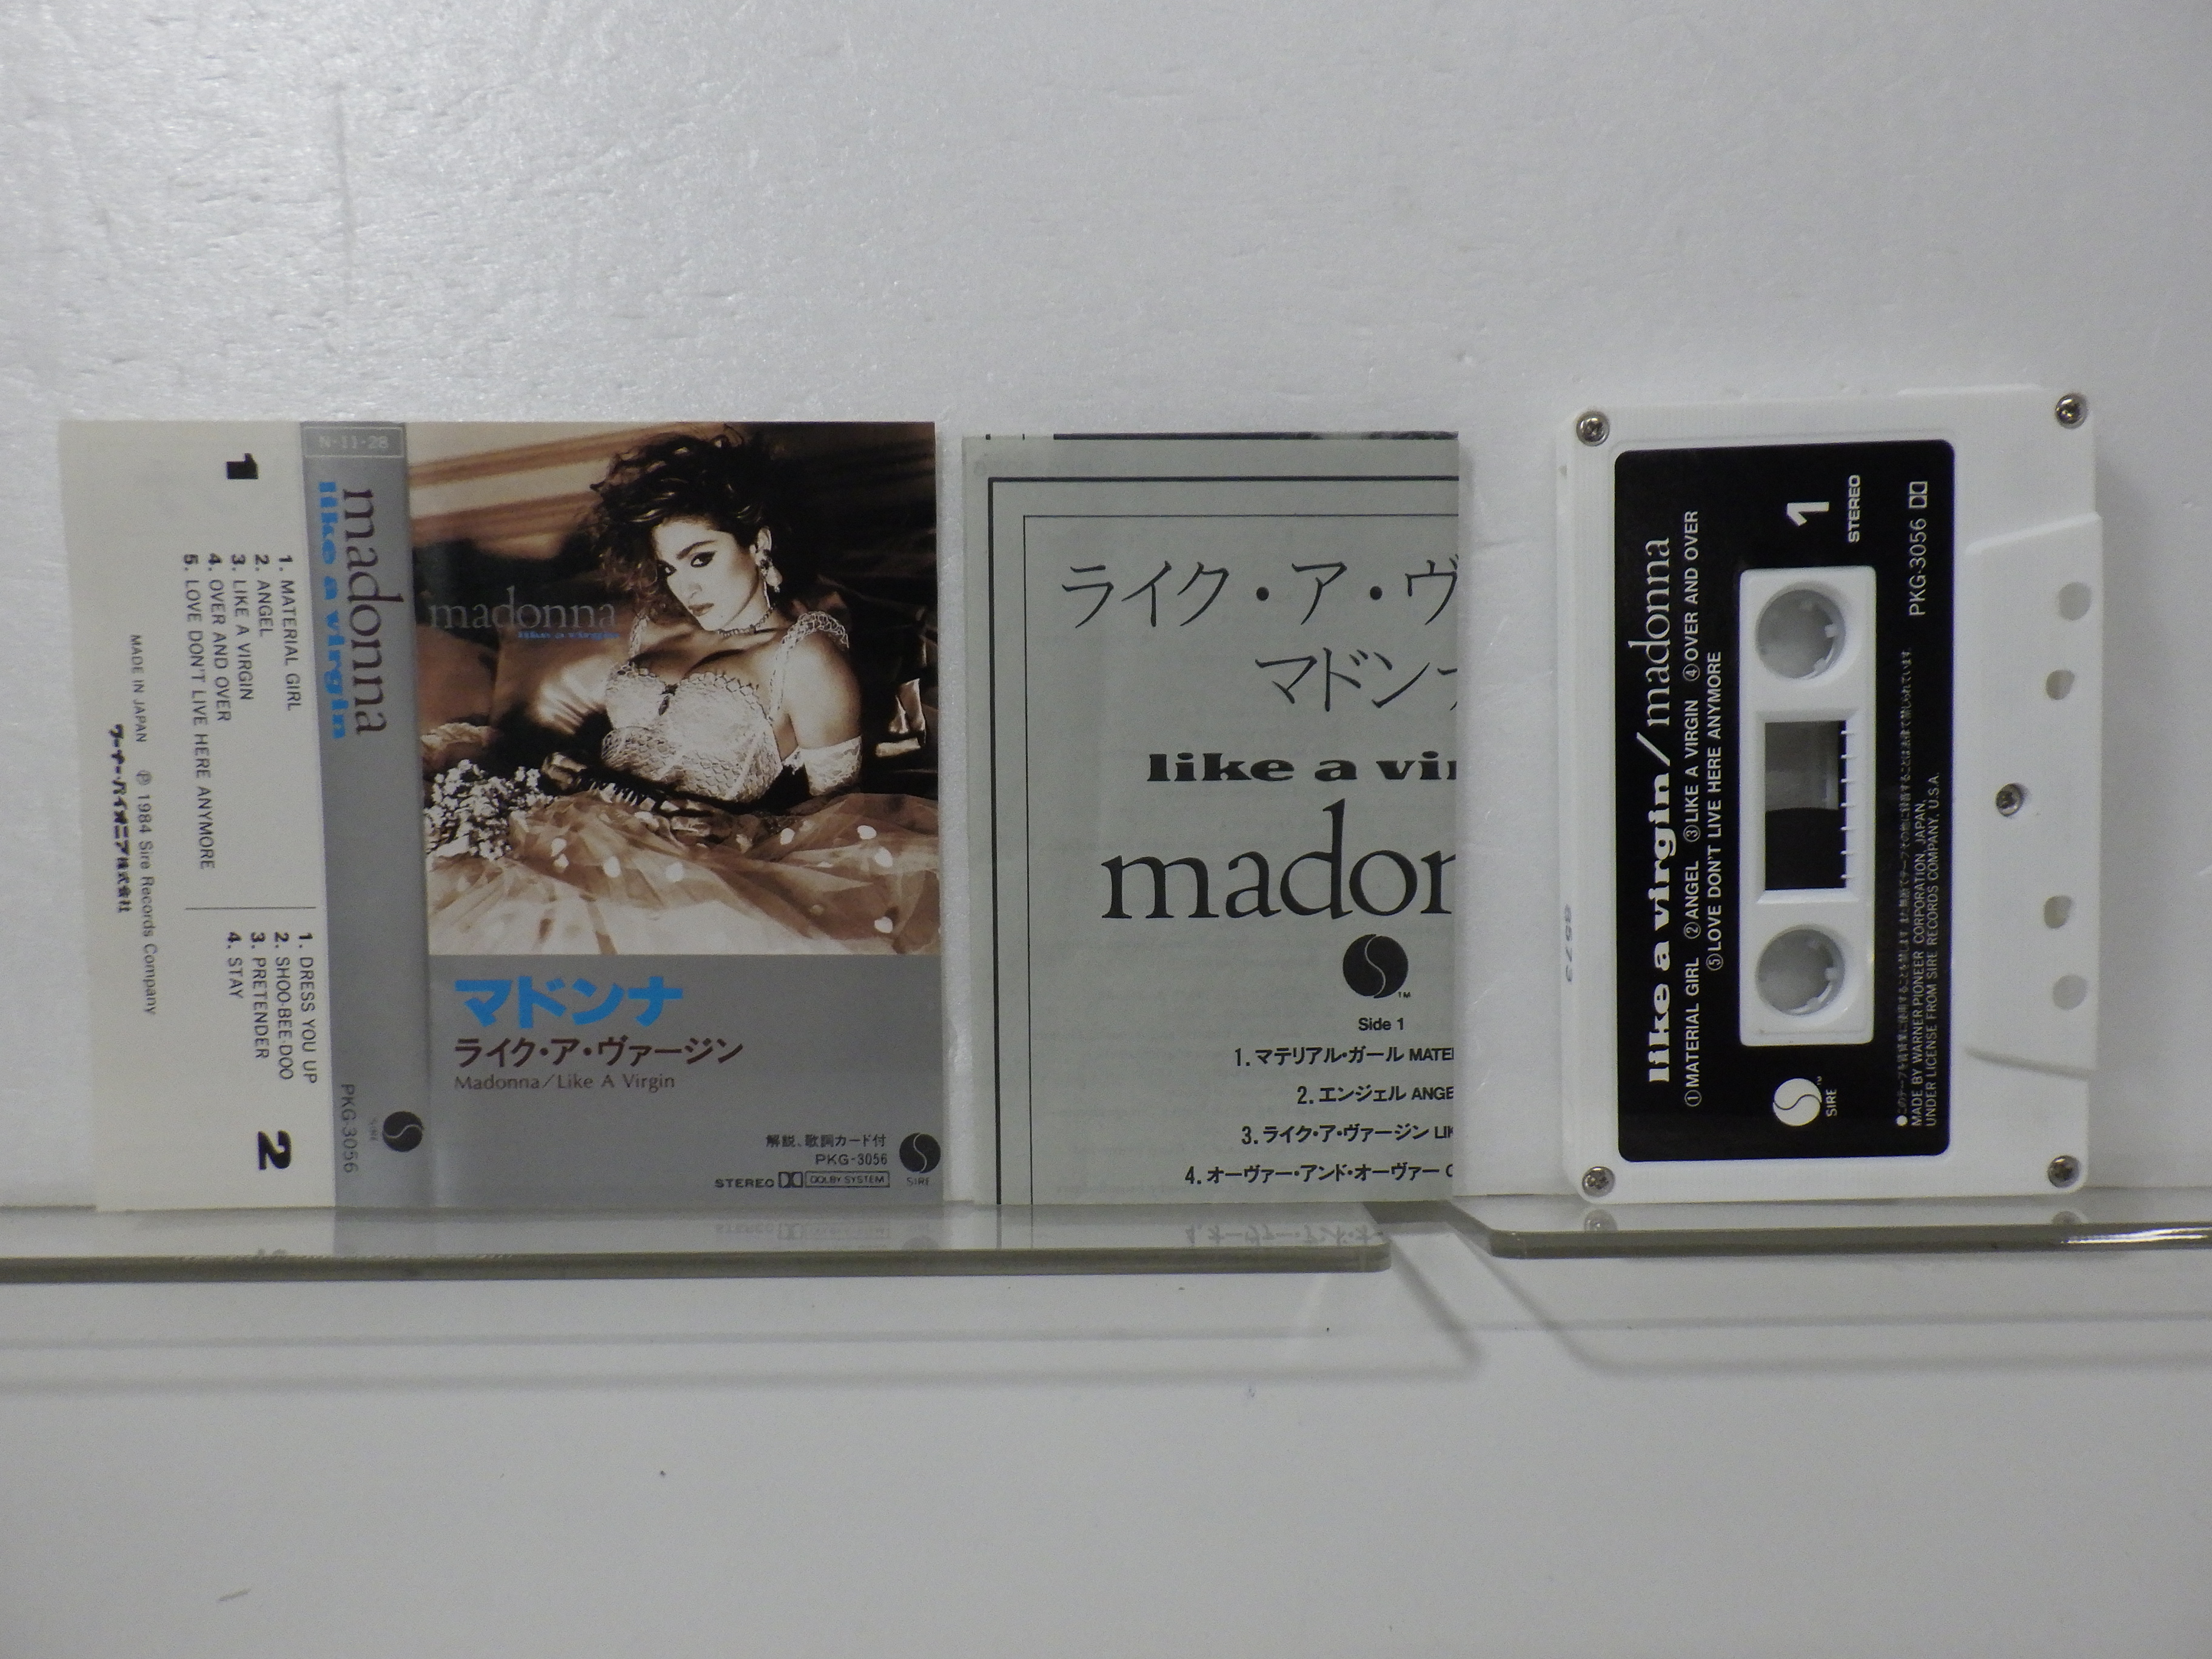 1
1. MATERIAL GIRL
2. ANGEL
3. LIKE A VIRGIN
4. OVER AND OVER
5. LOVE DON'T LIVE HERE ANYMORE
1. DRESS YOU UP
2. SHOO-BEE-DOO
3. PRETENDER
4. STAY
2
MADE IN JAPAN ℗ 1984 Sire Records Company
ワーナー・パイオニア株式会社
N-11-28
madonna
like a virgin
SIRE
PKG-3056
madonna
like a virgin
マドンナ
ライク・ア・ヴァージン
Madonna/Like A Virgin
解説、歌詞カード付
PKG-3056
STEREO DOLBY SYSTEM
SIRE
ライク・ア・ヴ
マドン
like a vi
mado
TM
Side 1
1. マテリアル・ガール MATE
2. エンジェル ANGE
3. ライク・ア・ヴァージン LI
4. オーヴァー・アンド・オーヴァー
like a virgin/madonna
①MATERIAL GIRL ②ANGEL ③LIKE A VIRGIN ④OVER AND OVER
⑤LOVE DON'T LIVE HERE ANYMORE
1
STEREO
SIRE
TM
PKG-3056
MADE BY WARNER PIONEER CORPORATION, JAPAN,
UNDER LICENSE FROM SIRE RECORDS COMPANY, U.S.A.